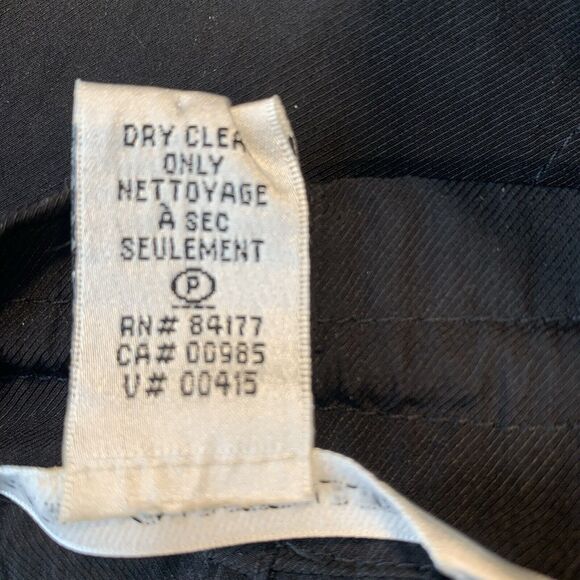 DRY CLEA
ONLY
NETTOYAGE
À SEC
SEULEMENT
P
RN# 84177
CA# 00985
V# 00415